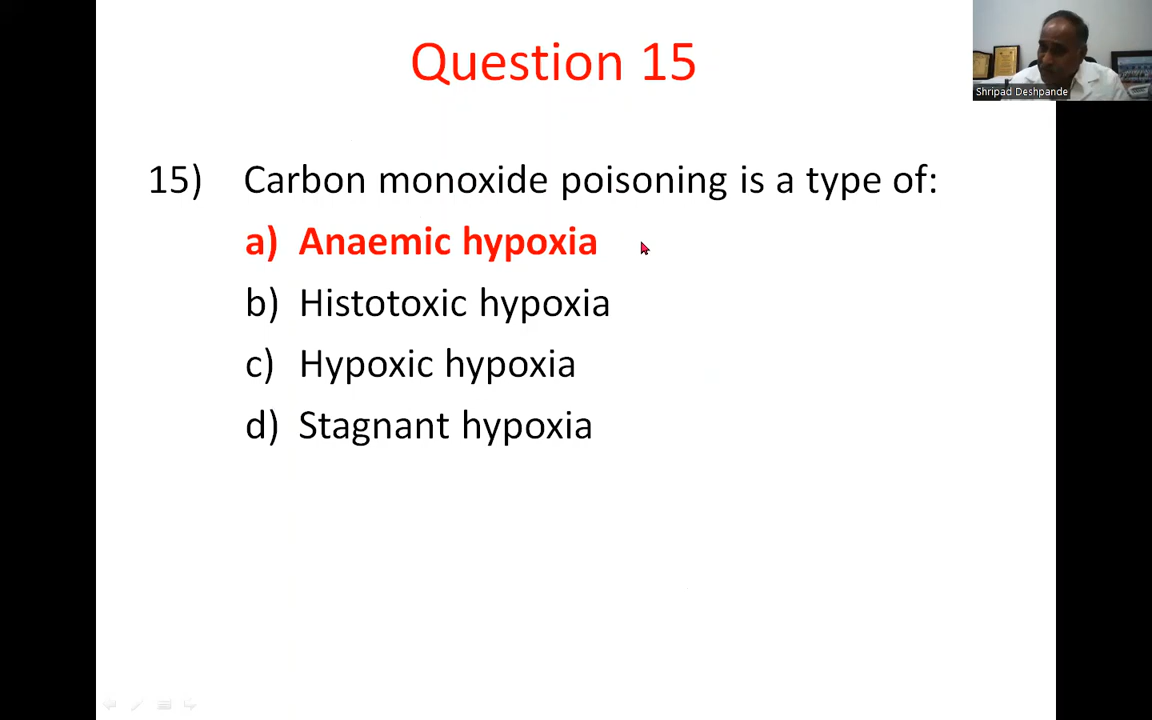 Question 15
Shripad Deshpande
15) Carbon monoxide poisoning is a type of:
a) Anaemic hypoxia
b) Histotoxic hypoxia
c) Hypoxic hypoxia
d) Stagnant hypoxia